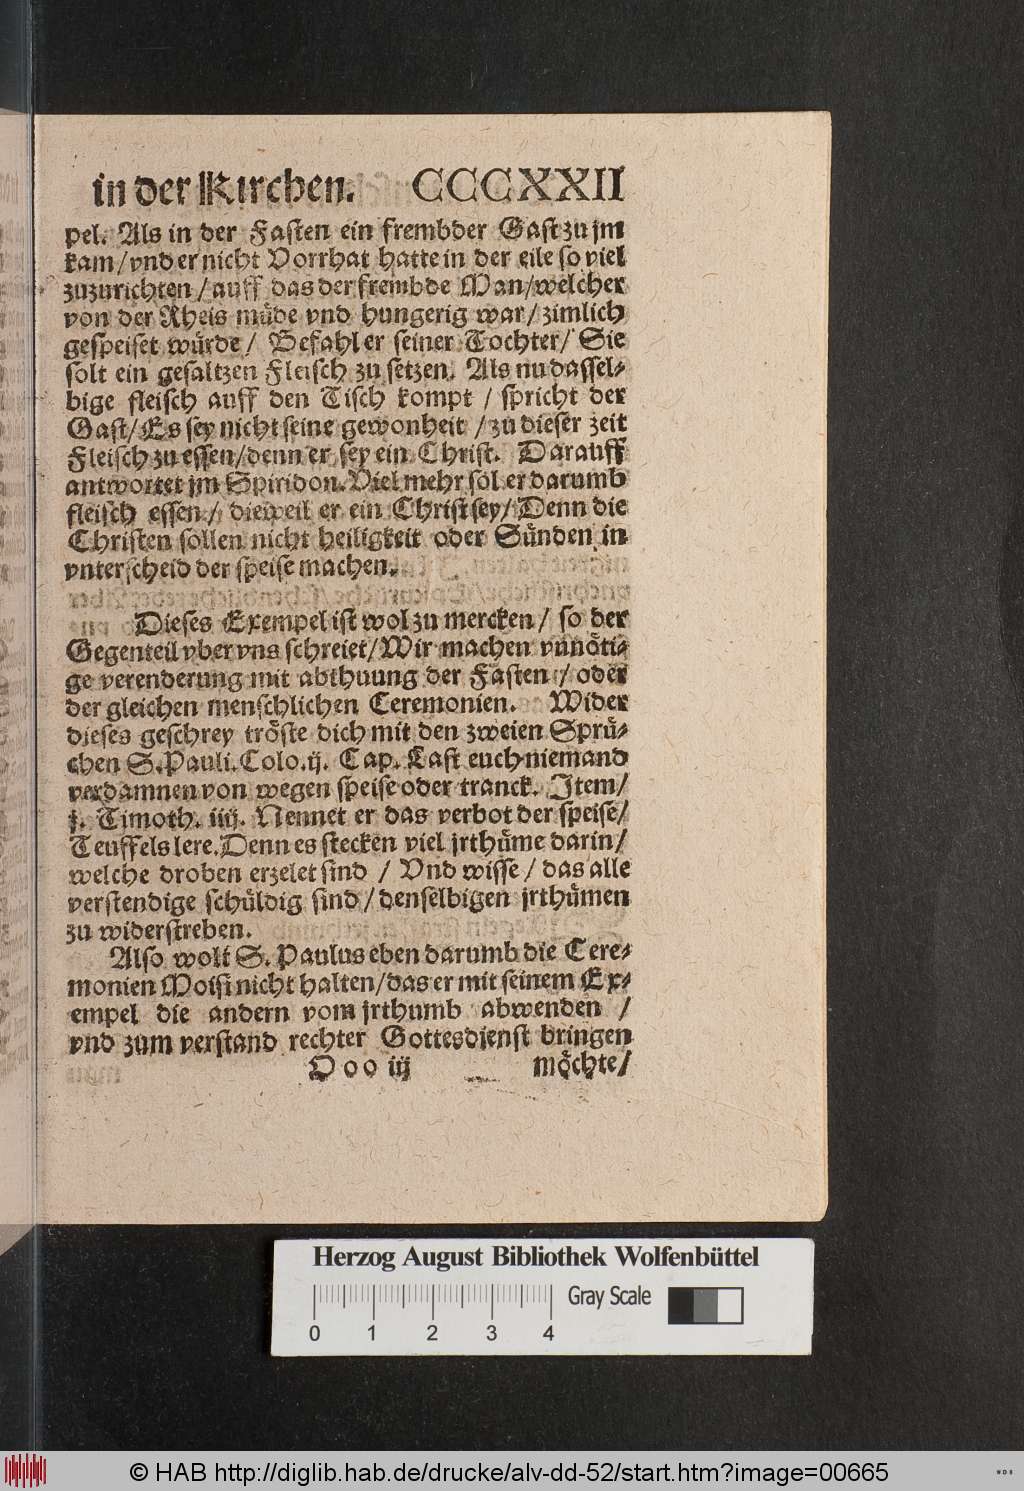 in der Kirchen. CCCXXII
pel. Als in der Fasten ein frembder Gast zu jm
kam/ vnd er nicht Vorrhat hatte in der eile so viel
zuzurichten/ auff das der frembde Man/ welcher
von der Rheis müde vnd hungerig war/ zimlich
gespeiset würde/ Befahl er seiner Tochter/ Sie
solt ein gesaltzen Fleisch zu setzen. Als nu dassel-
bige fleisch auff den Tisch kompt / spricht der
Gast/ Es sey nicht seine gewonheit / zu dieser zeit
Fleisch zu essen/ denn er sey ein Christ. Darauff
antwortet jm Spiridon. Viel mehr sol er darumb
fleisch essen / dieweil er ein Christ sey/ Denn die
Christen sollen nicht heiligkeit oder Sünden in
vnterscheid der speise machen.
Dieses Exempel ist wol zu mercken/ so der
Gegenteil vber vns schreiet/ Wir machen vnnöti-
ge verenderung mit abthuung der Fasten / oder
der gleichen menschlichen Ceremonien. Wider
dieses geschrey tröste dich mit den zweien Sprü-
chen S. Pauli. Colo. ij. Cap. Last euch niemand
verdamnen von wegen speise oder tranck. Item/
j. Timoth. iiij. Nennet er das verbot der speise/
Teuffels lere. Denn es stecken viel jrthüme darin/
welche droben erzelet sind / Vnd wisse / das alle
verstendige schüldig sind/ denselbigen jrthümen
zu widerstreben.
Also wolt S. Paulus eben darumb die Cere-
monien Moisi nicht halten/ das er mit seinem Ex-
empel die andern vom jrthumb abwenden /
vnd zum verstand rechter Gottesdienst bringen
O o o iij möchte/
Herzog August Bibliothek Wolfenbüttel
0 1 2 3 4 Gray Scale
© HAB http://diglib.hab.de/drucke/alv-dd-52/start.htm?image=00665